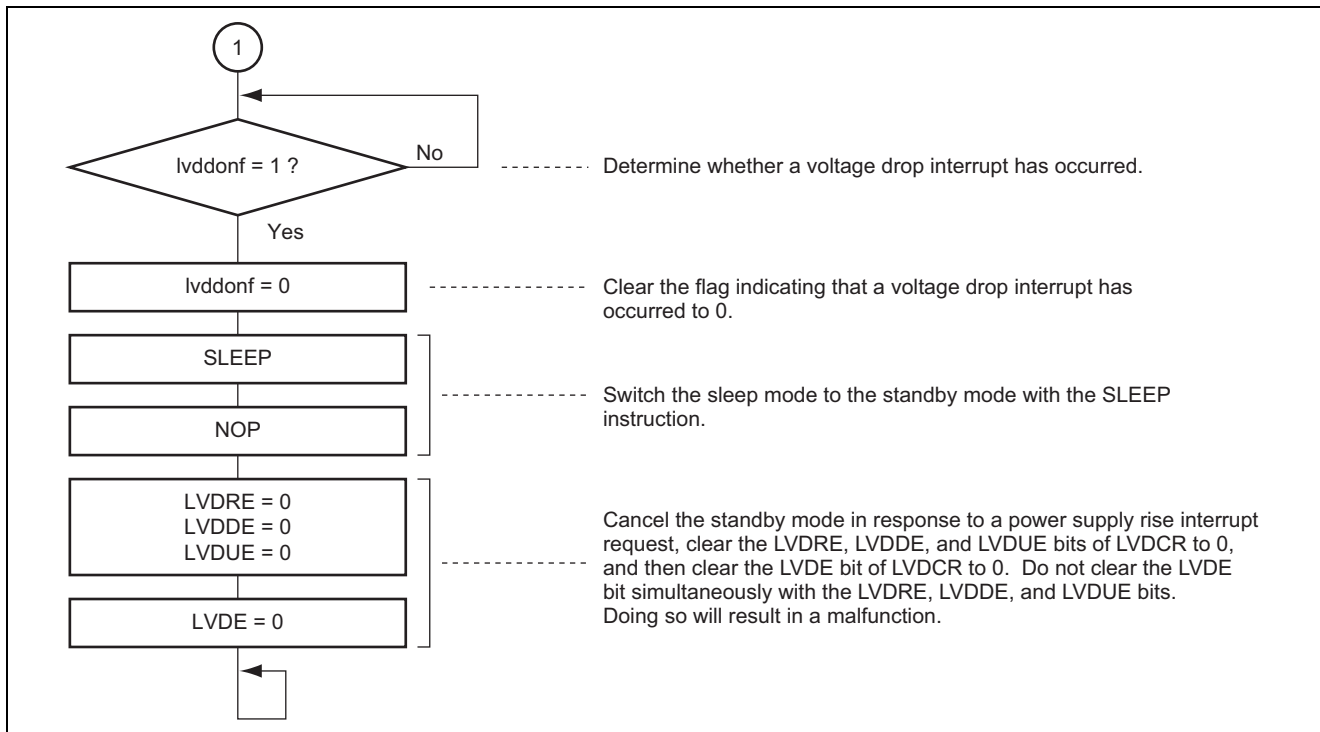 1
lvddonf = 1 ?
No
Determine whether a voltage drop interrupt has occurred.
Yes
lvddonf = 0
Clear the flag indicating that a voltage drop interrupt has
occurred to 0.
SLEEP
NOP
Switch the sleep mode to the standby mode with the SLEEP
instruction.
LVDRE = 0
LVDDE = 0
LVDUE = 0
LVDE = 0
Cancel the standby mode in response to a power supply rise interrupt
request, clear the LVDRE, LVDDE, and LVDUE bits of LVDCR to 0,
and then clear the LVDE bit of LVDCR to 0.  Do not clear the LVDE
bit simultaneously with the LVDRE, LVDDE, and LVDUE bits.
Doing so will result in a malfunction.